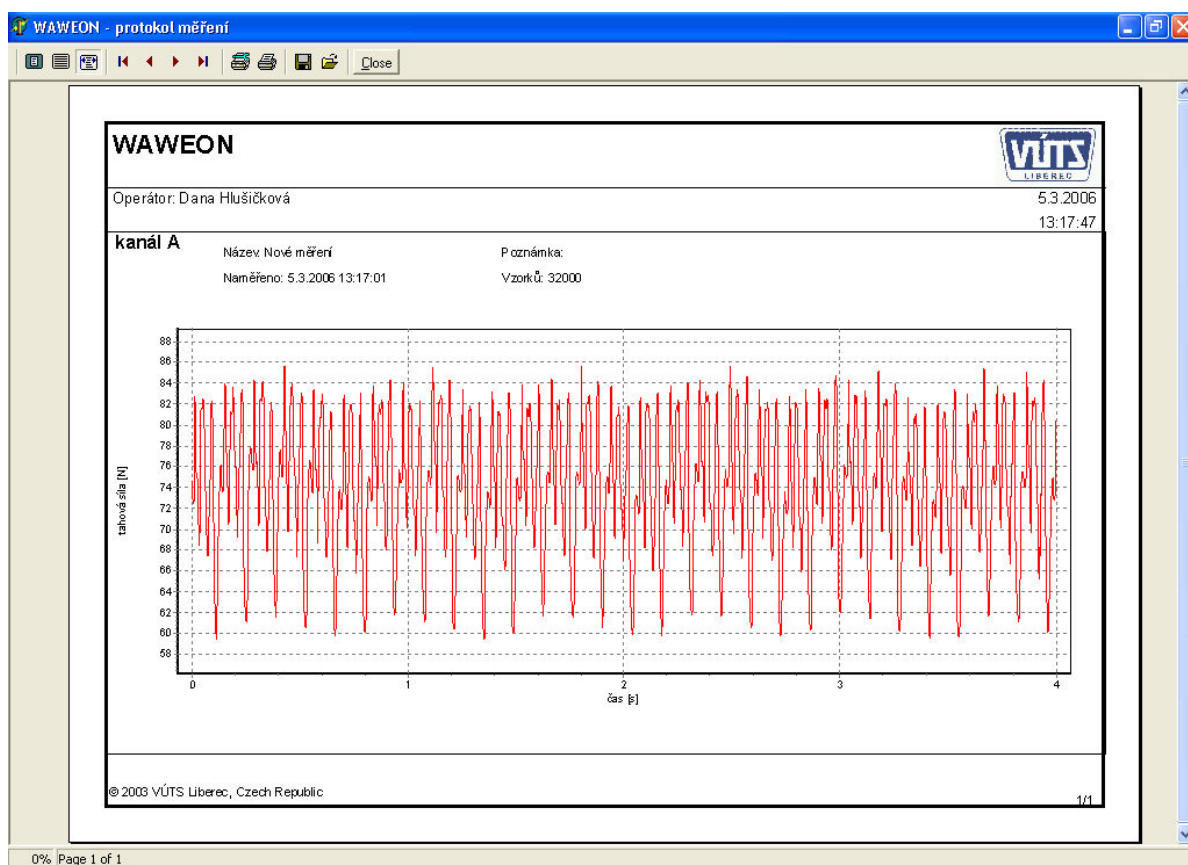 WAWEON - protokol měření
Close
WAWEON
VÚTS
LIBEREC
Operátor: Dana Hlušičková
5.3.2006
13:17:47
kanál A
Název: Nové měření
Poznámka:
Naměřeno: 5.3.2006 13:17:01
Vzorků: 32000
88
86
84
82
80
78
76
74
72
70
68
66
64
62
60
58
tahová síla [N]
0 1 2 3 4
čas [s]
© 2003 VÚTS Liberec, Czech Republic
1/1
0% Page 1 of 1